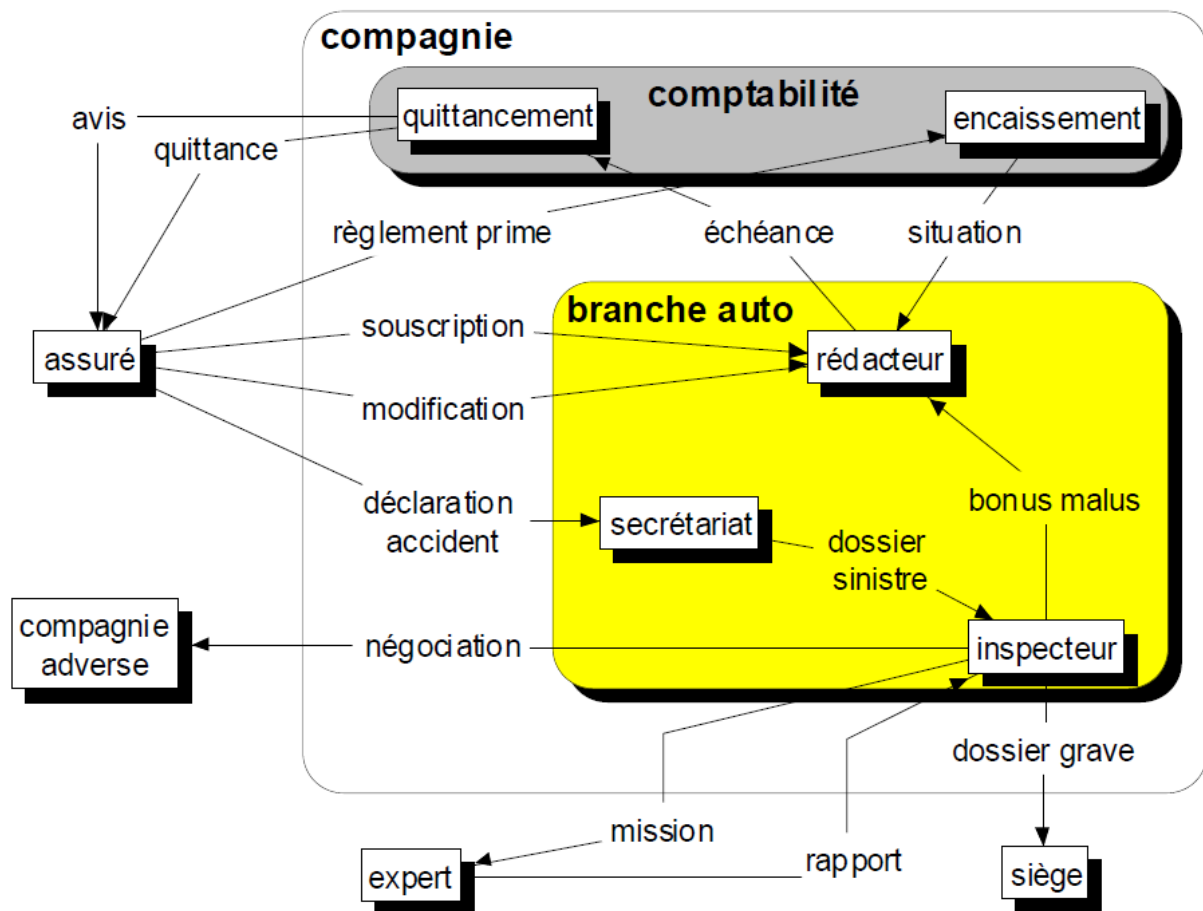 compagnie
comptabilité
quittancement
encaissement
avis
quittance
règlement prime
échéance
situation
branche auto
souscription
assuré
rédacteur
modification
déclaration
accident
bonus malus
secrétariat
dossier
sinistre
compagnie
adverse
négociation
inspecteur
dossier grave
mission
rapport
expert
siège